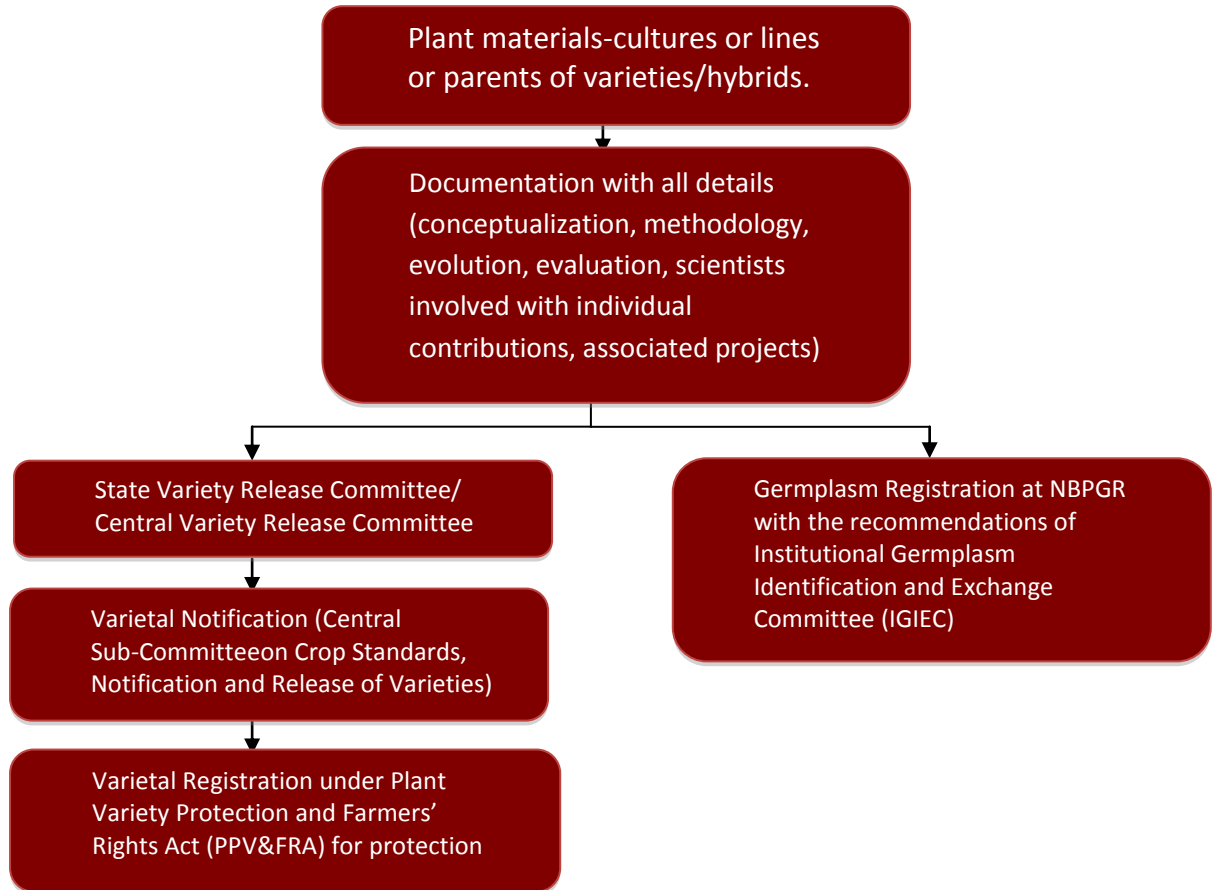 Plant materials-cultures or lines
or parents of varieties/hybrids.
Documentation with all details
(conceptualization, methodology,
evolution, evaluation, scientists
involved with individual
contributions, associated projects)
State Variety Release Committee/
Central Variety Release Committee
Varietal Notification (Central
Sub-Committeeon Crop Standards,
Notification and Release of Varieties)
Varietal Registration under Plant
Variety Protection and Farmers’
Rights Act (PPV&FRA) for protection
Germplasm Registration at NBPGR
with the recommendations of
Institutional Germplasm
Identification and Exchange
Committee (IGIEC)